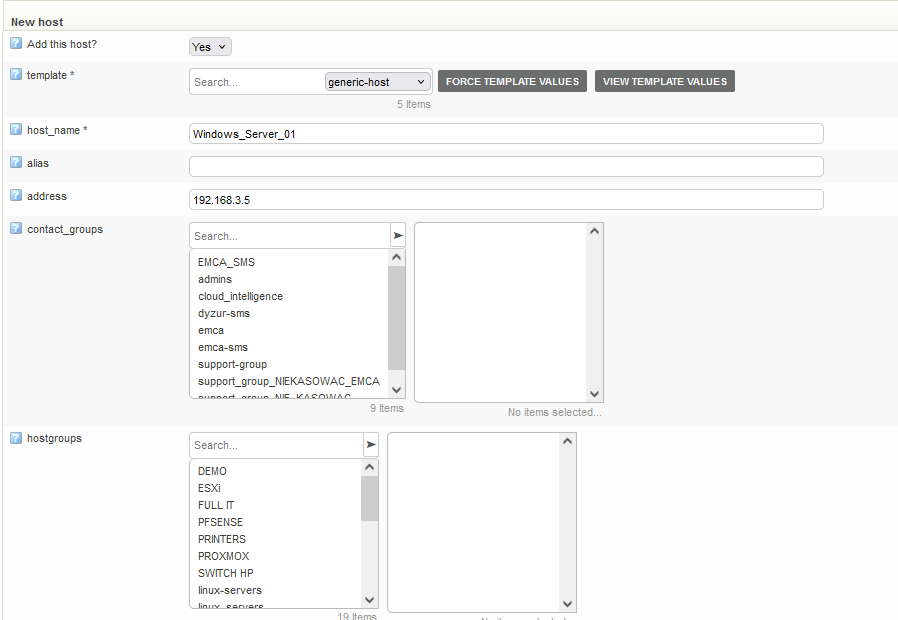 New host
Add this host?
Yes
template *
Search...
generic-host
FORCE TEMPLATE VALUES
VIEW TEMPLATE VALUES
5 Items
host_name *
Windows_Server_01
alias
address
192.168.3.5
contact_groups
Search...
EMCA_SMS
admins
cloud_intelligence
dyzur-sms
emca
emca-sms
support-group
support_group_NIEKASOWAC_EMCA
support_group_NIE_KASOWAC
9 Items
No items selected...
hostgroups
Search...
DEMO
ESXi
FULL IT
PFSENSE
PRINTERS
PROXMOX
SWITCH HP
linux-servers
linux_servers
19 Items